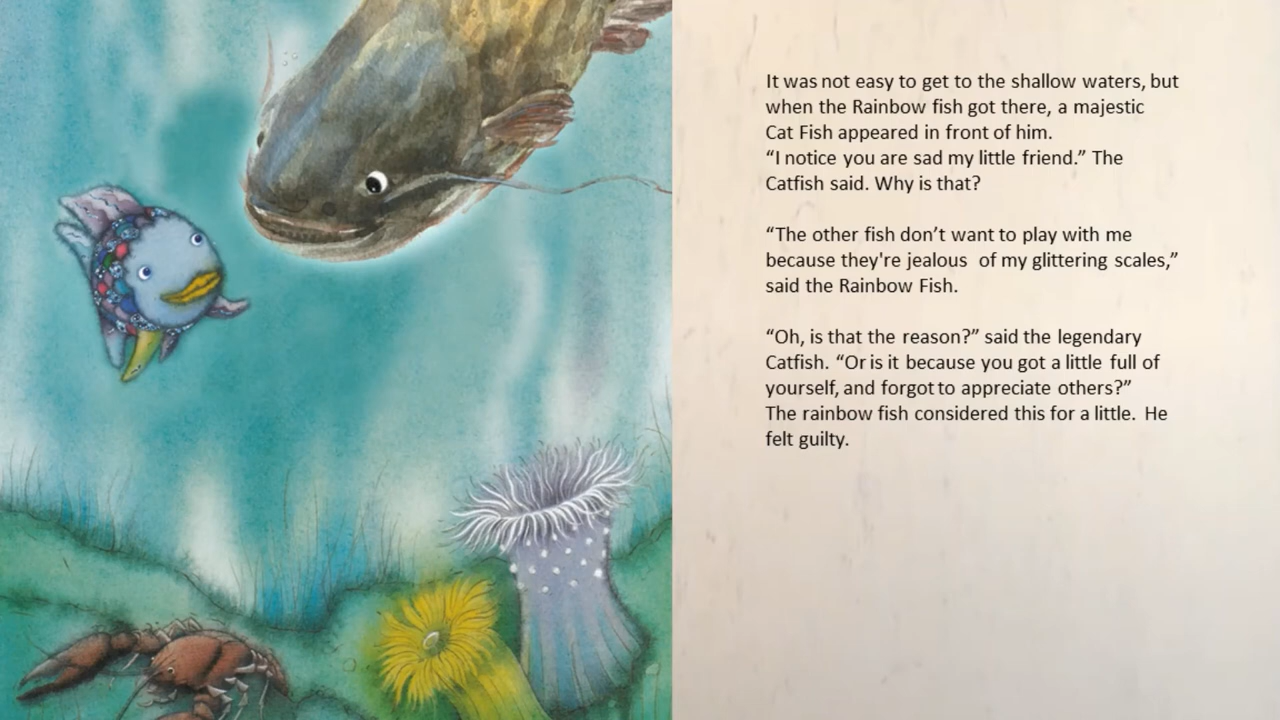 It was not easy to get to the shallow waters, but
when the Rainbow fish got there, a majestic
Cat Fish appeared in front of him.
“I notice you are sad my little friend.” The
Catfish said. Why is that?
“The other fish don’t want to play with me
because they're jealous  of my glittering scales,”
said the Rainbow Fish.
“Oh, is that the reason?” said the legendary
Catfish. “Or is it because you got a little full of
yourself, and forgot to appreciate others?”
The rainbow fish considered this for a little.  He
felt guilty.